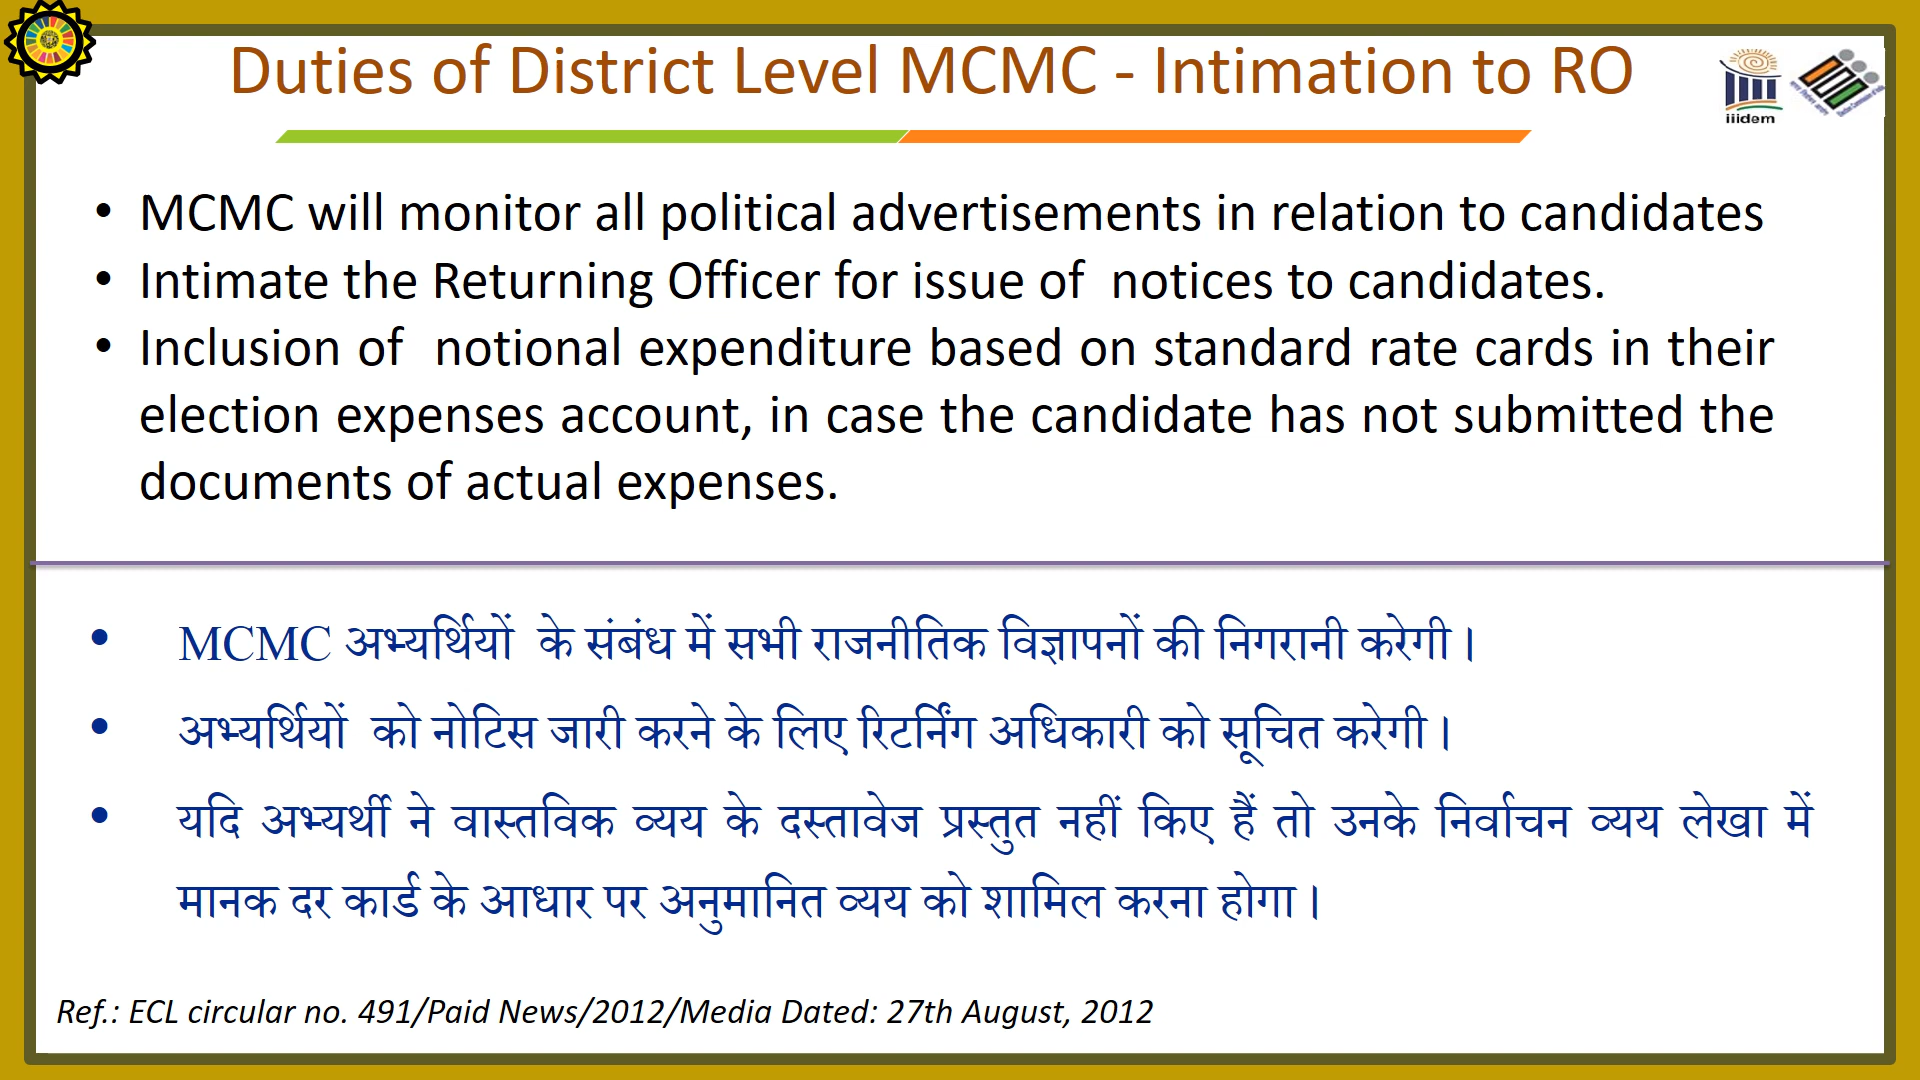 Duties of District Level MCMC - Intimation to RO
iiidem
• MCMC will monitor all political advertisements in relation to candidates
• Intimate the Returning Officer for issue of notices to candidates.
• Inclusion of notional expenditure based on standard rate cards in their
election expenses account, in case the candidate has not submitted the
documents of actual expenses.
• MCMC अभ्यर्थियों के संबंध में सभी राजनीतिक विज्ञापनों की निगरानी करेगी।
• अभ्यर्थियों को नोटिस जारी करने के लिए रिटर्निंग अधिकारी को सूचित करेगी।
• यदि अभ्यर्थी ने वास्तविक व्यय के दस्तावेज प्रस्तुत नहीं किए हैं तो उनके निर्वाचन व्यय लेखा में
मानक दर कार्ड के आधार पर अनुमानित व्यय को शामिल करना होगा।
Ref.: ECL circular no. 491/Paid News/2012/Media Dated: 27th August, 2012